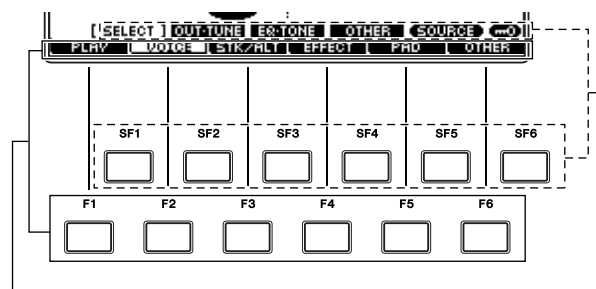 [SELECT] OUT·TUNE EQ·TONE OTHER SOURCE
PLAY VOICE STK/ALT EFFECT PAD OTHER
SF1 SF2 SF3 SF4 SF5 SF6
F1 F2 F3 F4 F5 F6